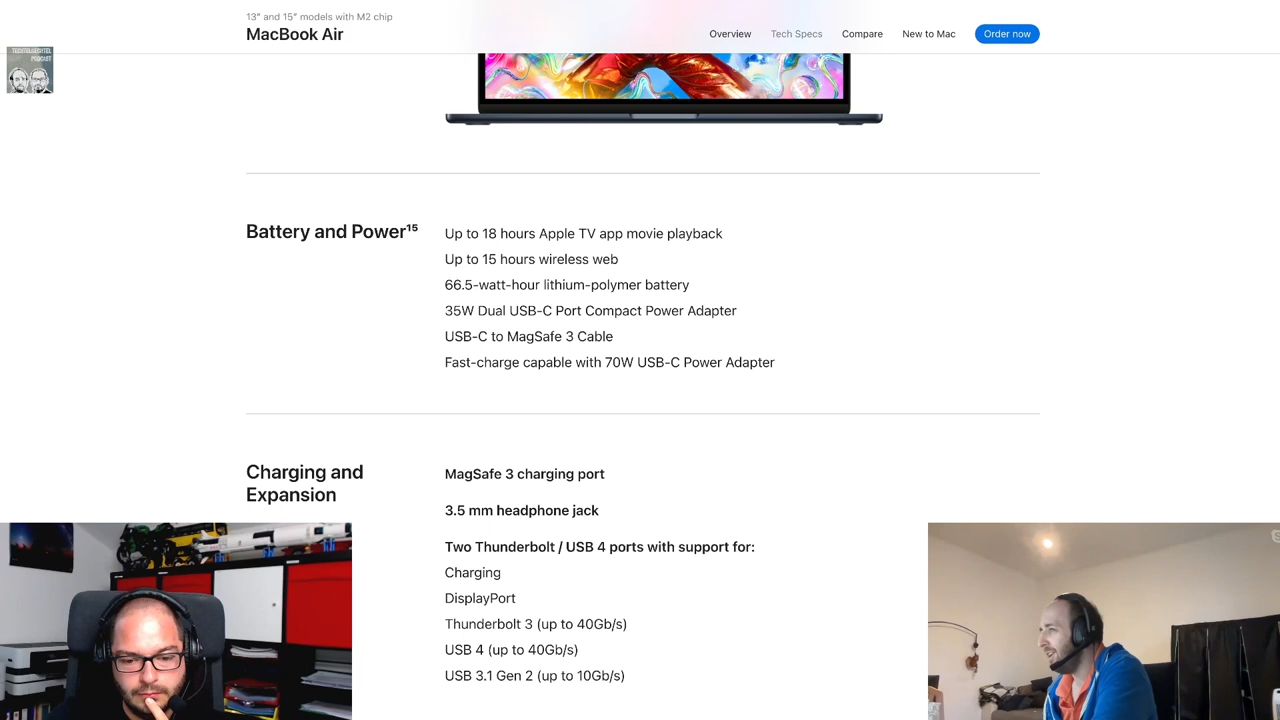 13” and 15” models with M2 chip
MacBook Air
Overview
Tech Specs
Compare
New to Mac
Order now
PODCAST
Battery and Power¹⁵
Up to 18 hours Apple TV app movie playback
Up to 15 hours wireless web
66.5-watt-hour lithium-polymer battery
35W Dual USB-C Port Compact Power Adapter
USB-C to MagSafe 3 Cable
Fast-charge capable with 70W USB-C Power Adapter
Charging and
Expansion
MagSafe 3 charging port
3.5 mm headphone jack
Two Thunderbolt / USB 4 ports with support for:
Charging
DisplayPort
Thunderbolt 3 (up to 40Gb/s)
USB 4 (up to 40Gb/s)
USB 3.1 Gen 2 (up to 10Gb/s)